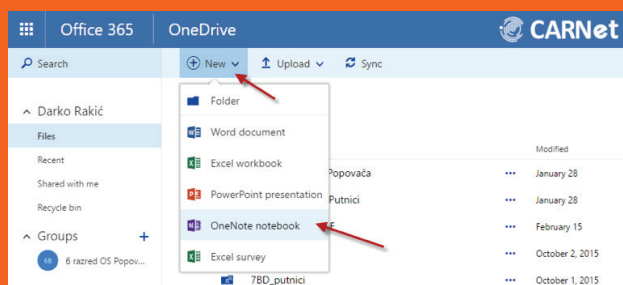 Office 365 OneDrive CARNet
Search New Upload Sync
Folder
Darko Rakić
Word document
Files
Modified
Recent
Excel workbook
Popovača ... January 28
Shared with me
PowerPoint presentation
Putnici ... January 28
Recycle bin
OneNote notebook
... February 15
Groups +
Excel survey
... October 2, 2015
6R 6 razred OS Popov...
7BD_putnici ... October 1, 2015